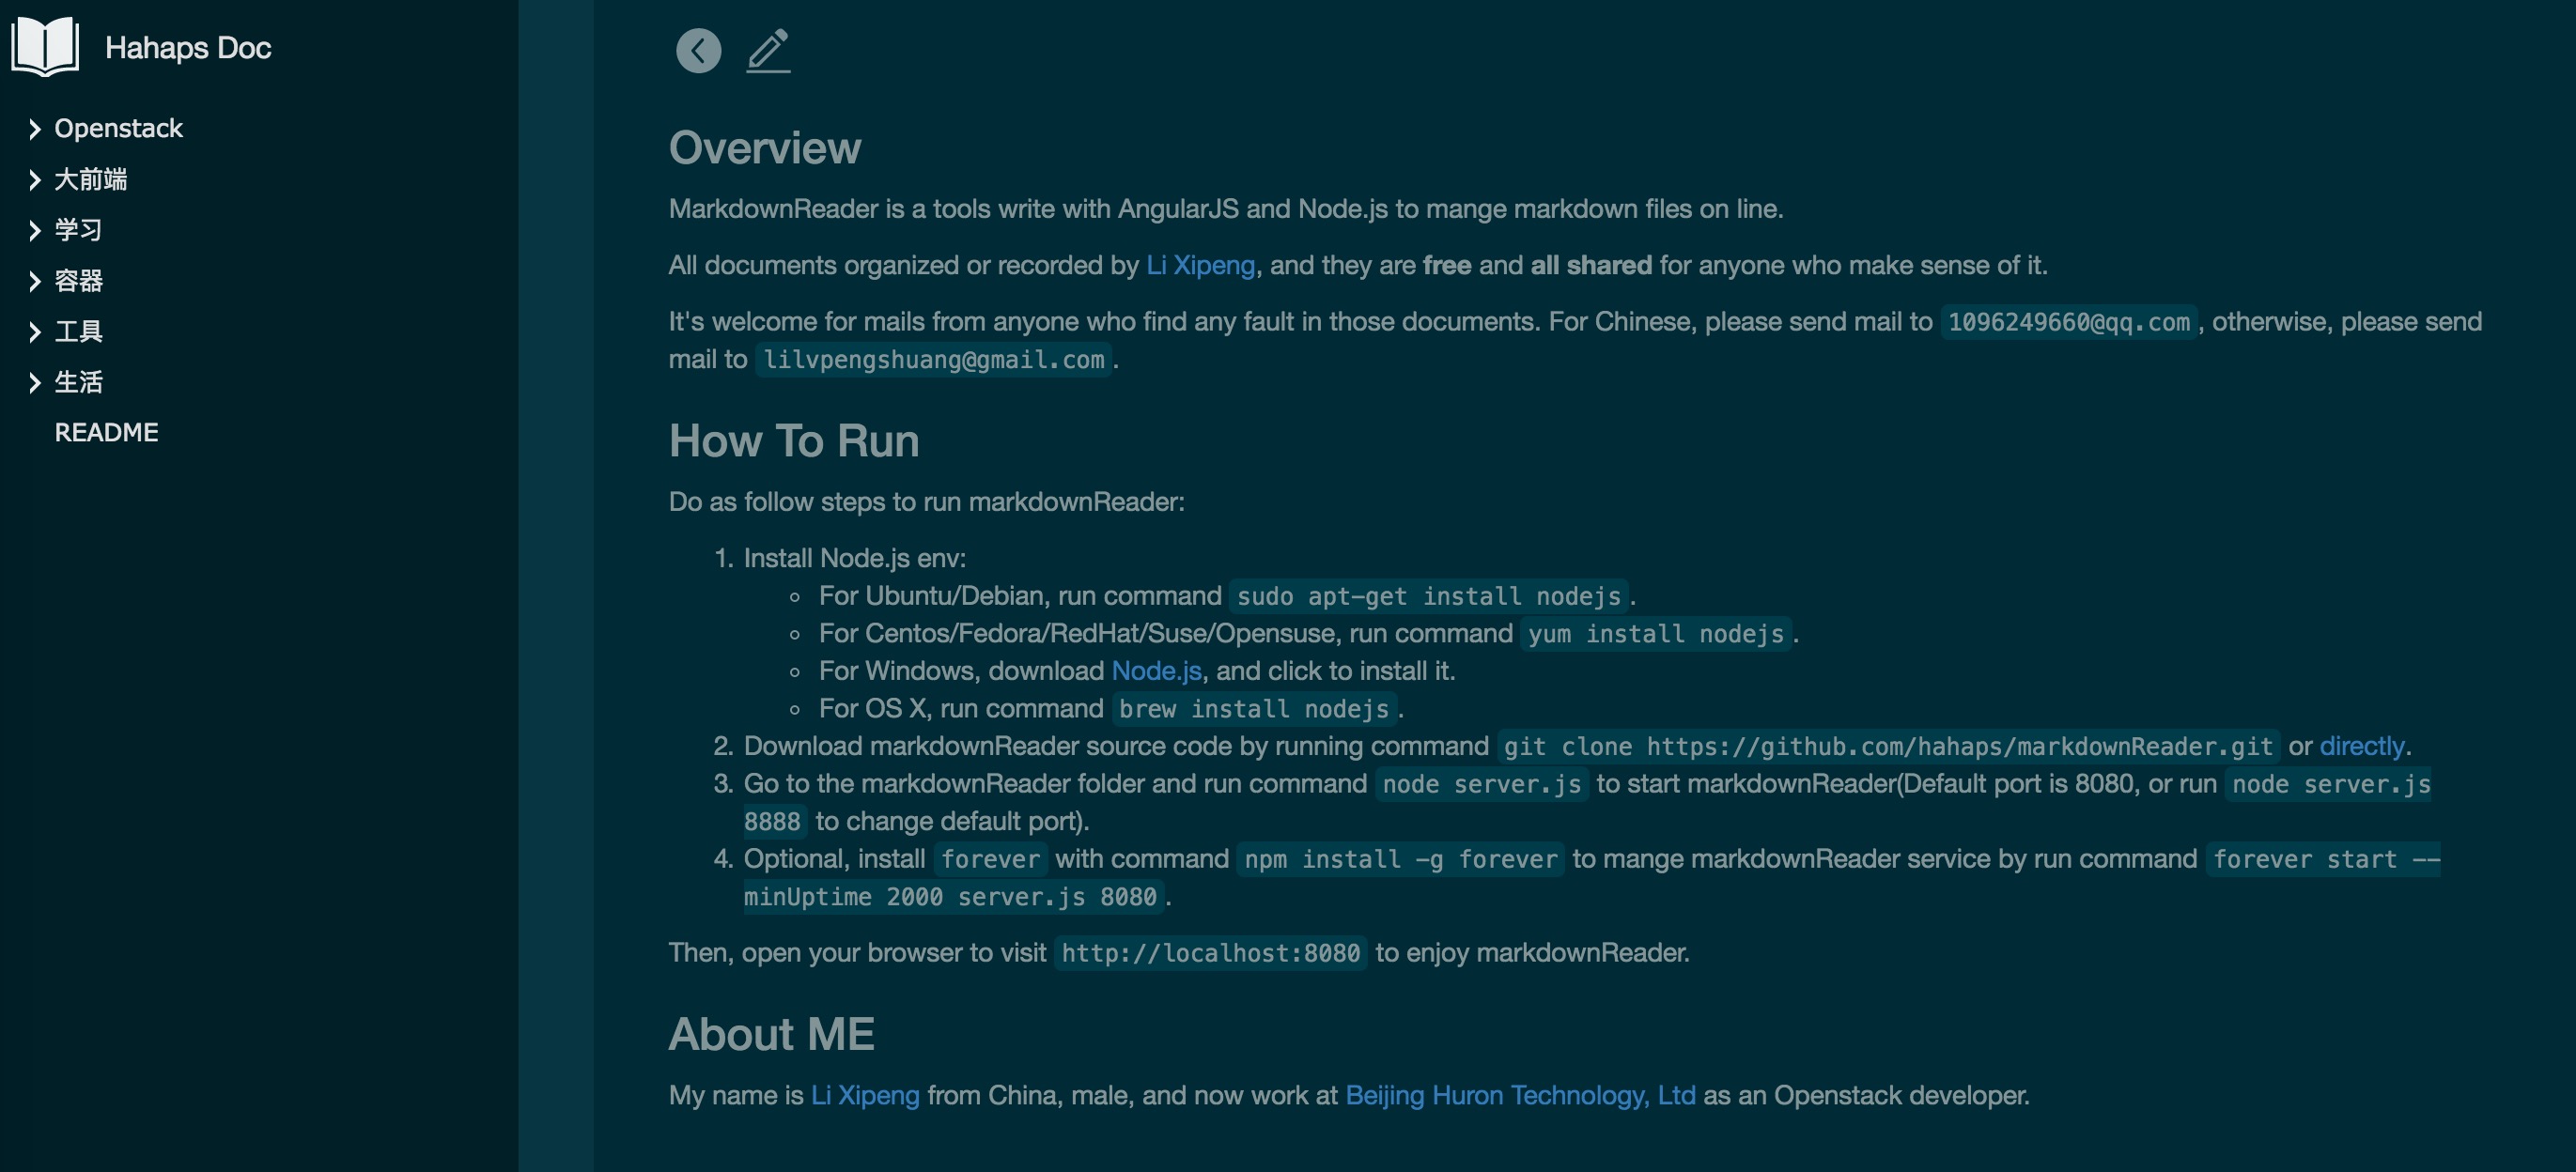 Hahaps Doc
Openstack
大前端
学习
容器
工具
生活
README
Overview
MarkdownReader is a tools write with AngularJS and Node.js to mange markdown files on line.
All documents organized or recorded by Li Xipeng, and they are free and all shared for anyone who make sense of it.
It's welcome for mails from anyone who find any fault in those documents. For Chinese, please send mail to 1096249660@qq.com, otherwise, please send
mail to lilvpengshuang@gmail.com.
How To Run
Do as follow steps to run markdownReader:
1. Install Node.js env:
For Ubuntu/Debian, run command sudo apt-get install nodejs.
For Centos/Fedora/RedHat/Suse/Opensuse, run command yum install nodejs.
For Windows, download Node.js, and click to install it.
For OS X, run command brew install nodejs.
2. Download markdownReader source code by running command git clone https://github.com/hahaps/markdownReader.git or directly.
3. Go to the markdownReader folder and run command node server.js to start markdownReader(Default port is 8080, or run node server.js
8888 to change default port).
4. Optional, install forever with command npm install -g forever to mange markdownReader service by run command forever start --
minUptime 2000 server.js 8080.
Then, open your browser to visit http://localhost:8080 to enjoy markdownReader.
About ME
My name is Li Xipeng from China, male, and now work at Beijing Huron Technology, Ltd as an Openstack developer.